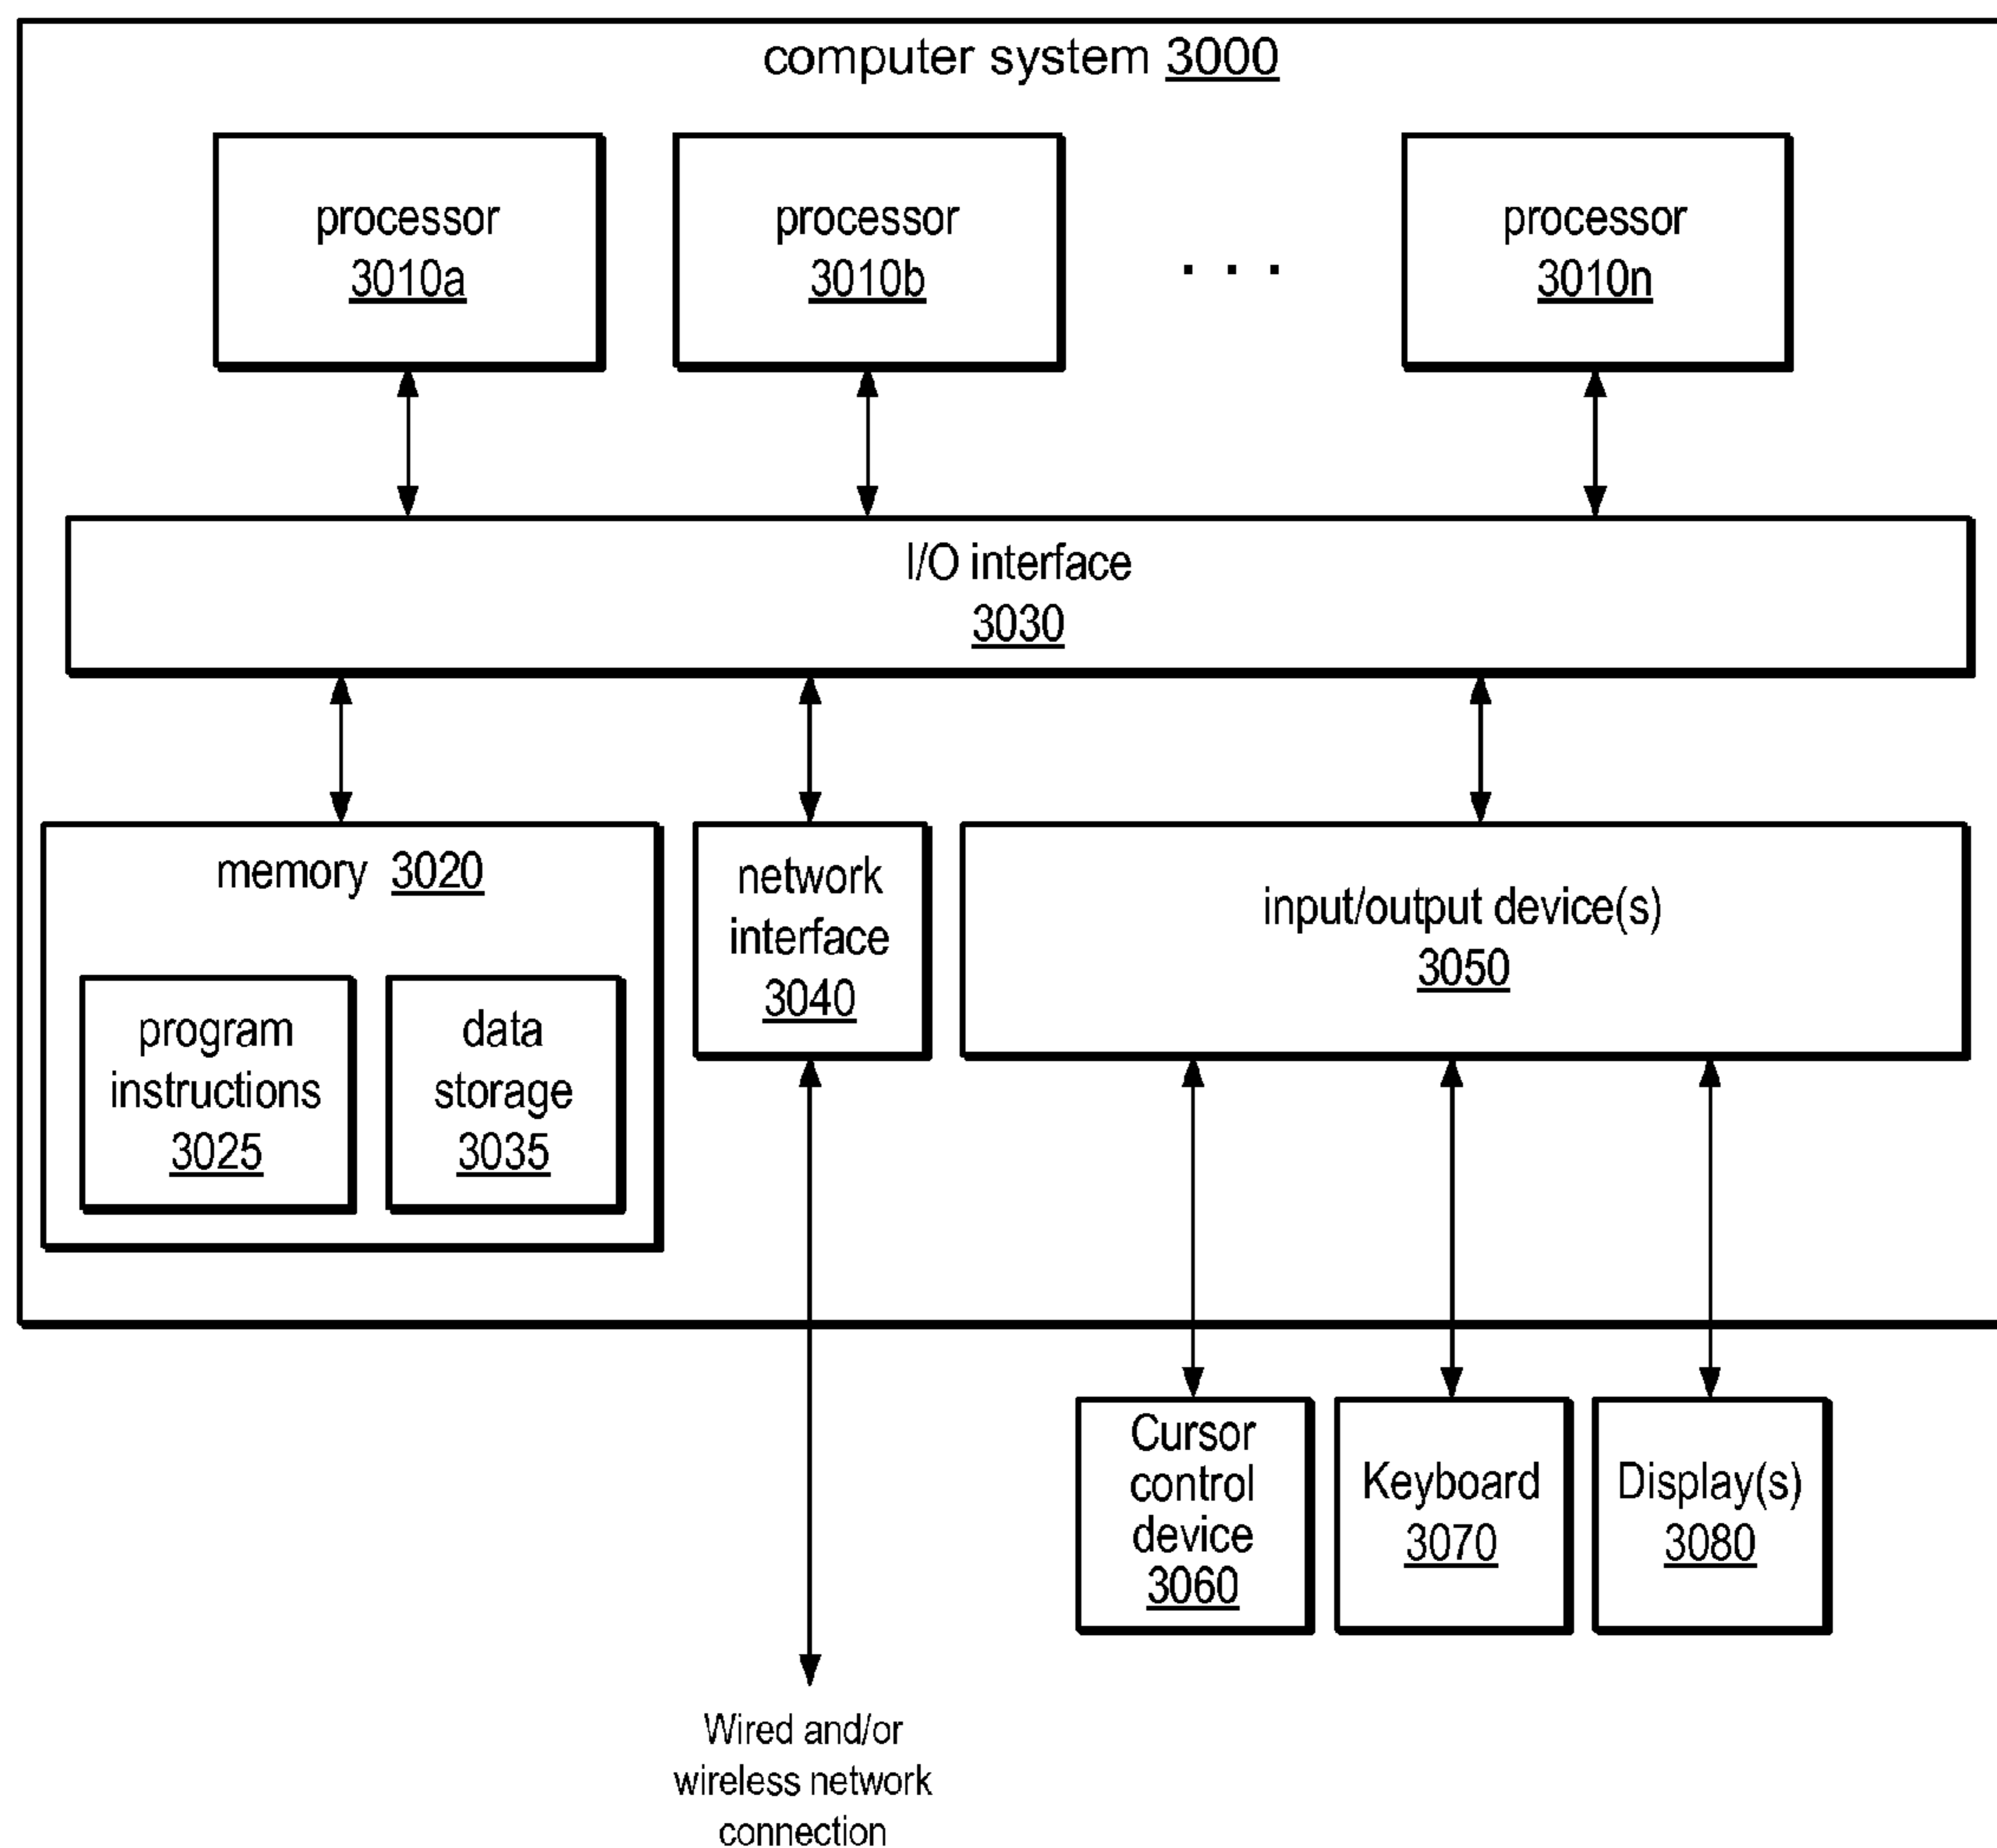 computer system 3000
processor
3010a
processor
3010b
. . .
processor
3010n
I/O interface
3030
memory 3020
program
instructions
3025
data
storage
3035
network
interface
3040
input/output device(s)
3050
Cursor
control
device
3060
Keyboard
3070
Display(s)
3080
Wired and/or
wireless network
connection